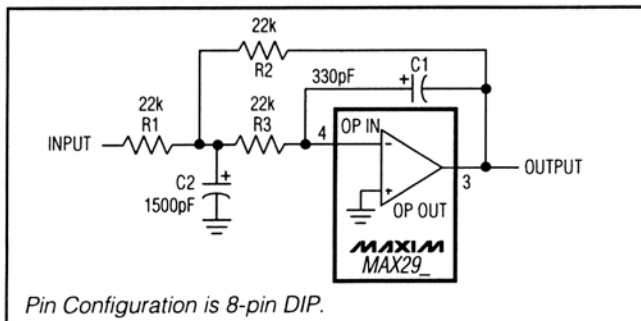 22k
R2
C1
330pF
+
22k
R1
22k
R3
INPUT
4
OP IN
-
+
3
OUTPUT
C2
+
1500pF
OP OUT
MAXIM
MAX29_
Pin Configuration is 8-pin DIP.